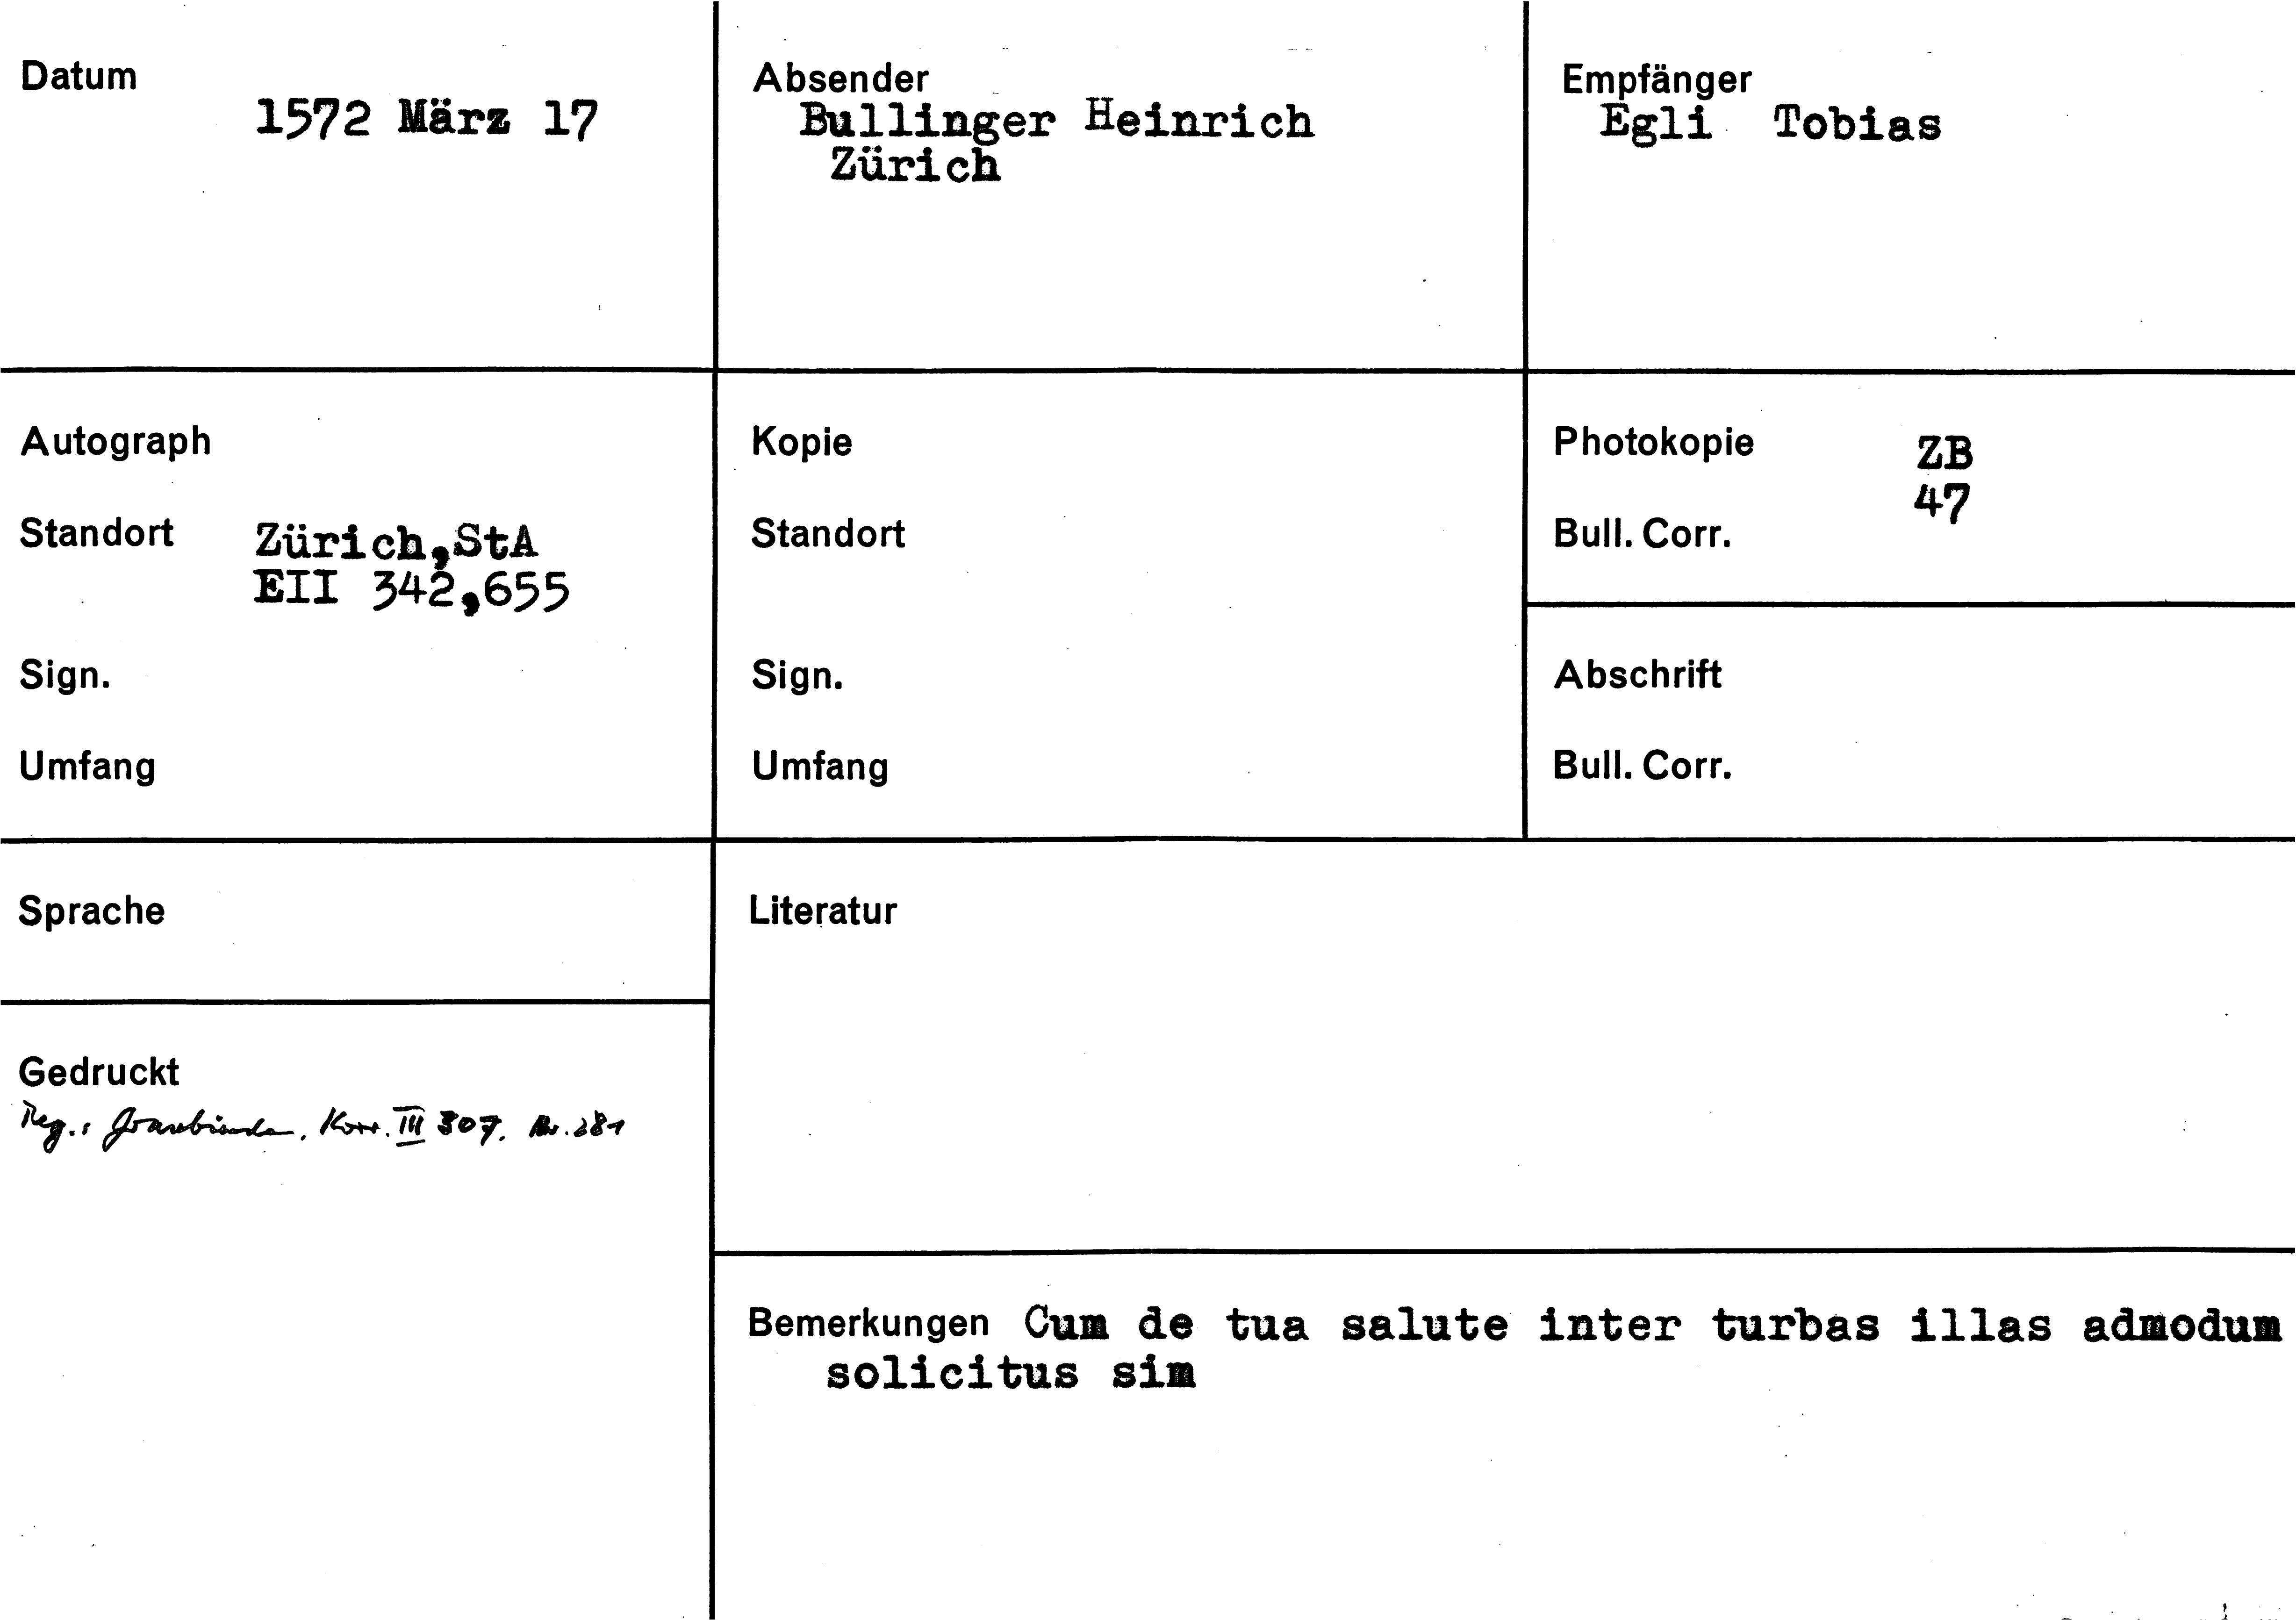 Datum
1572 März 17
Absender
Bullinger Heinrich
Zürich
Empfänger
Egli Tobias
Autograph
Standort Zürich,StA
EII 342,655
Sign.
Umfang
Kopie
Standort
Sign.
Umfang
Photokopie ZB
47
Bull. Corr.
Abschrift
Bull. Corr.
Sprache
Gedruckt
Reg.: Graubünden. Korr. III 307. Nr. 281
Literatur
Bemerkungen Cum de tua salute inter turbas illas admodum
solicitus sim